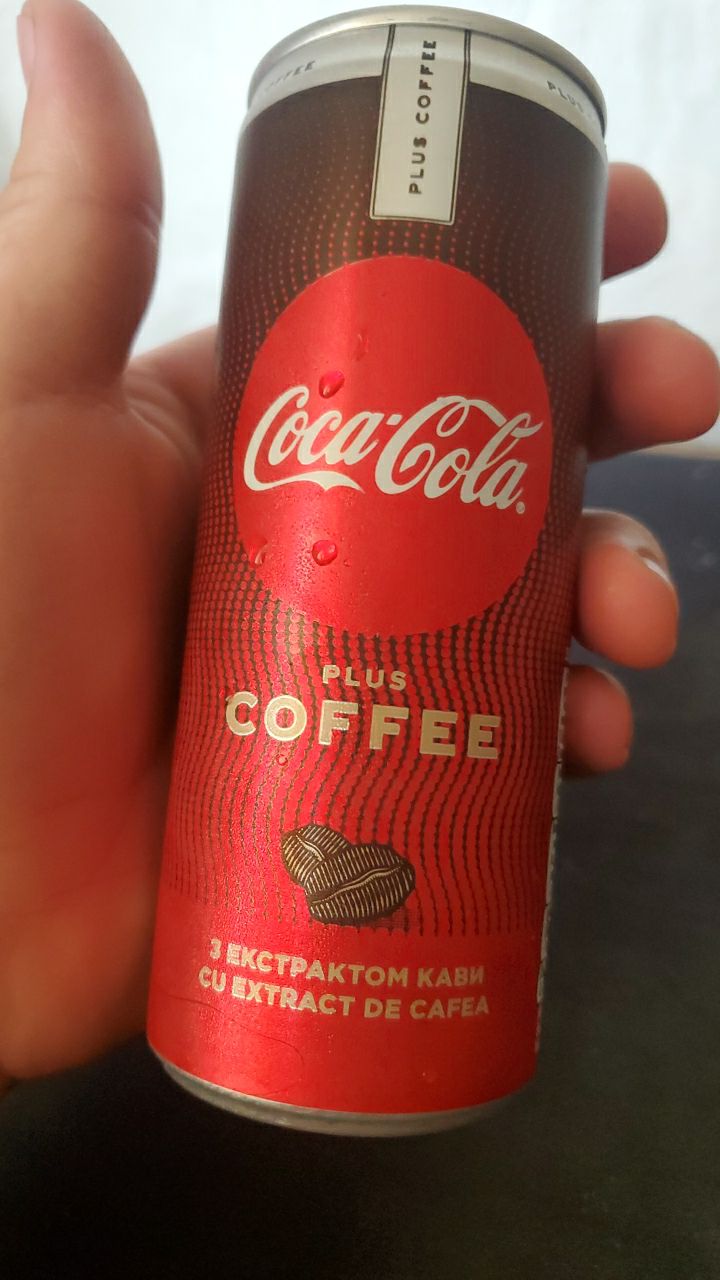 PLUS COFFEE
Coca-Cola
PLUS
COFFEE
З ЕКСТРАКТОМ КАВИ
CU EXTRACT DE CAFEA